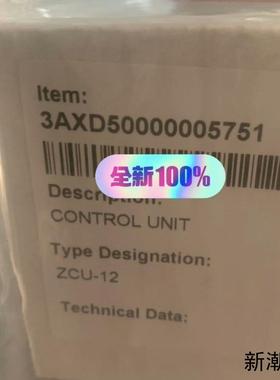 Item:
3AXD50000005751
全新100%
Description:
CONTROL UNIT
Type Designation:
ZCU-12
Technical Data:
新潮